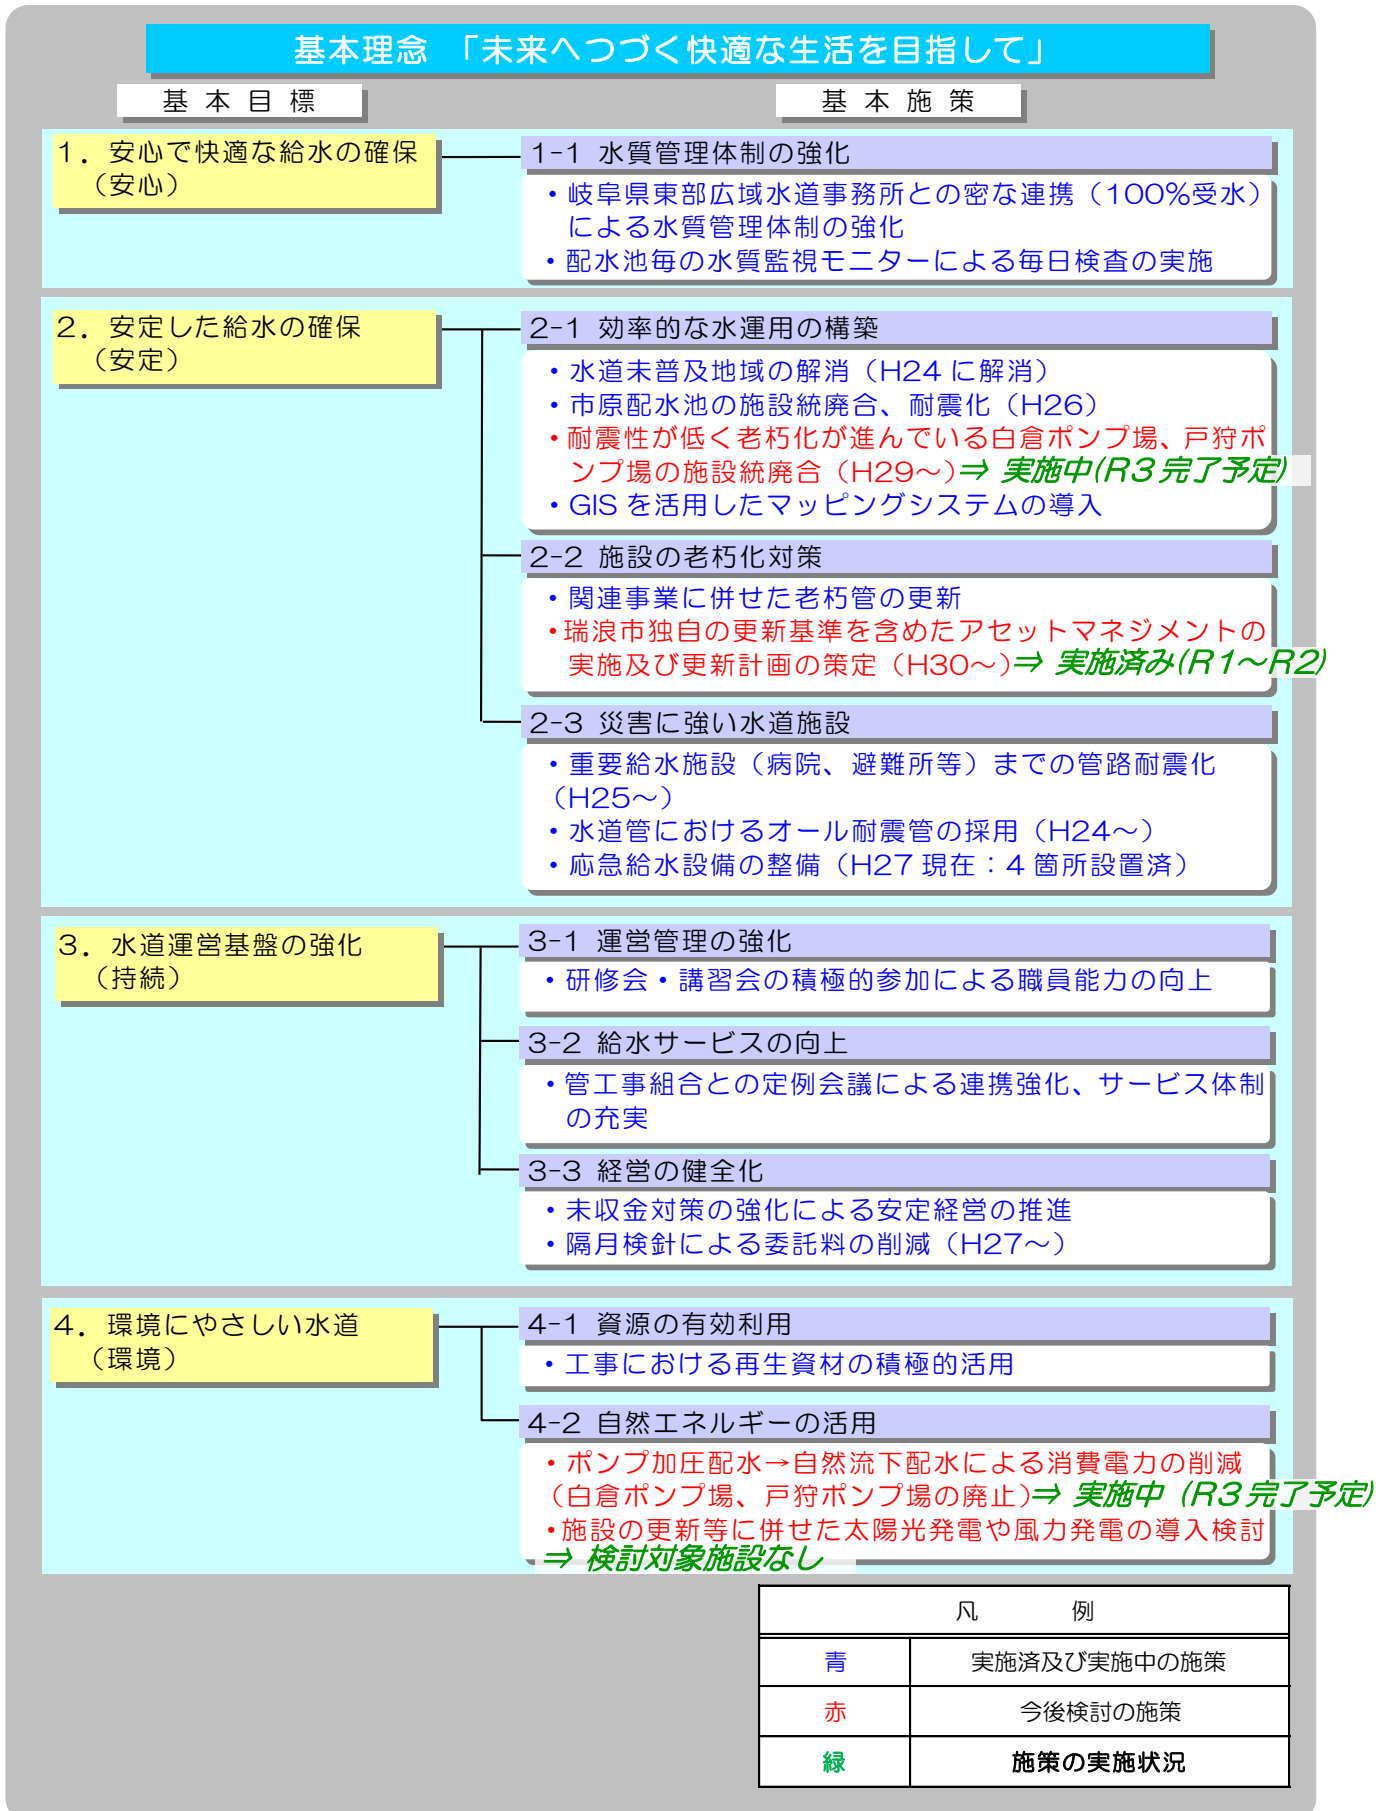 基本理念 「未来へつづく快適な生活を目指して」
基 本 目 標
基 本 施 策
１．安心で快適な給水の確保
（安心）
1-1 水質管理体制の強化
・岐阜県東部広域水道事務所との密な連携（100％受水）
による水質管理体制の強化
・配水池毎の水質監視モニターによる毎日検査の実施
２．安定した給水の確保
（安定）
2-1 効率的な水運用の構築
・水道未普及地域の解消（H24 に解消）
・市原配水池の施設統廃合、耐震化（H26）
・耐震性が低く老朽化が進んでいる白倉ポンプ場、戸狩ポ
ンプ場の施設統廃合（H29～）⇒ 実施中(R３完了予定)
・GIS を活用したマッピングシステムの導入
2-2 施設の老朽化対策
・関連事業に併せた老朽管の更新
・瑞浪市独自の更新基準を含めたアセットマネジメントの
実施及び更新計画の策定（H30～）⇒ 実施済み(R１～R２)
2-3 災害に強い水道施設
・重要給水施設（病院、避難所等）までの管路耐震化
（H25～）
・水道管におけるオール耐震管の採用（H24～）
・応急給水設備の整備（H27 現在：4 箇所設置済）
３．水道運営基盤の強化
（持続）
3-1 運営管理の強化
・研修会・講習会の積極的参加による職員能力の向上
3-2 給水サービスの向上
・管工事組合との定例会議による連携強化、サービス体制
の充実
3-3 経営の健全化
・未収金対策の強化による安定経営の推進
・隔月検針による委託料の削減（H27～）
４．環境にやさしい水道
（環境）
4-1 資源の有効利用
・工事における再生資材の積極的活用
4-2 自然エネルギーの活用
・ポンプ加圧配水→自然流下配水による消費電力の削減
（白倉ポンプ場、戸狩ポンプ場の廃止）⇒ 実施中（R３完了予定)
・施設の更新等に併せた太陽光発電や風力発電の導入検討
⇒ 検討対象施設なし
凡 例
青 実施済及び実施中の施策
赤 今後検討の施策
緑 施策の実施状況